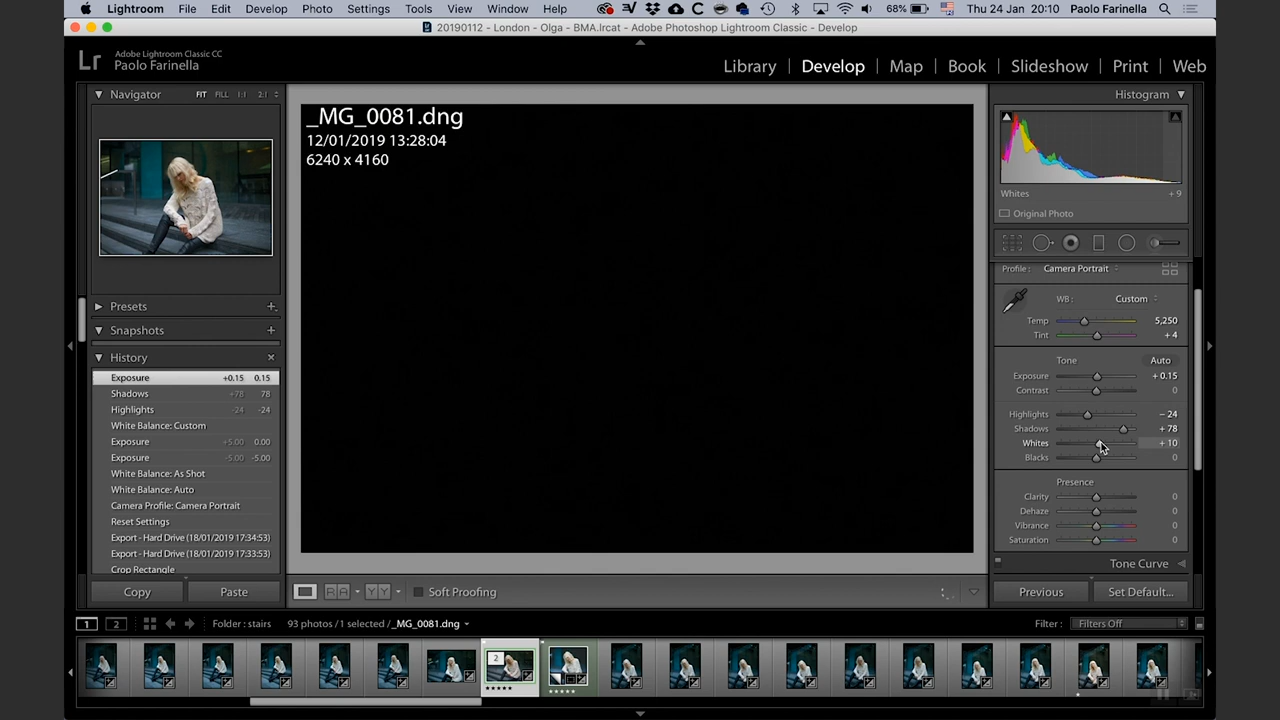 Lightroom File Edit Develop Photo Settings Tools View Window Help 68% Thu 24 Jan 20:10 Paolo Farinella
20190112 - London - Olga - BMA.lrcat - Adobe Photoshop Lightroom Classic - Develop
Lr Adobe Lightroom Classic CC
Paolo Farinella
Library Develop Map Book Slideshow Print Web
Navigator FIT FILL 1:1 2:1
Histogram
_MG_0081.dng
12/01/2019 13:28:04
6240 x 4160
Whites + 9
Original Photo
Profile : Camera Portrait
WB : Custom
Temp 5,250
Tint + 4
Tone Auto
Exposure + 0.15
Contrast 0
Highlights – 24
Shadows + 78
Whites + 10
Blacks 0
Presence
Clarity 0
Dehaze 0
Vibrance 0
Saturation 0
Tone Curve
Presets
Snapshots
History
Exposure +0.15 0.15
Shadows +78 78
Highlights -24 -24
White Balance: Custom
Exposure +5.00 0.00
Exposure -5.00 -5.00
White Balance: As Shot
White Balance: Auto
Camera Profile: Camera Portrait
Reset Settings
Export - Hard Drive (18/01/2019 17:34:53)
Export - Hard Drive (18/01/2019 17:33:53)
Crop Rectangle
Copy Paste
R A Y Y Soft Proofing
Previous Set Default...
1 2 Folder : stairs 93 photos / 1 selected / _MG_0081.dng Filter : Filters Off
2